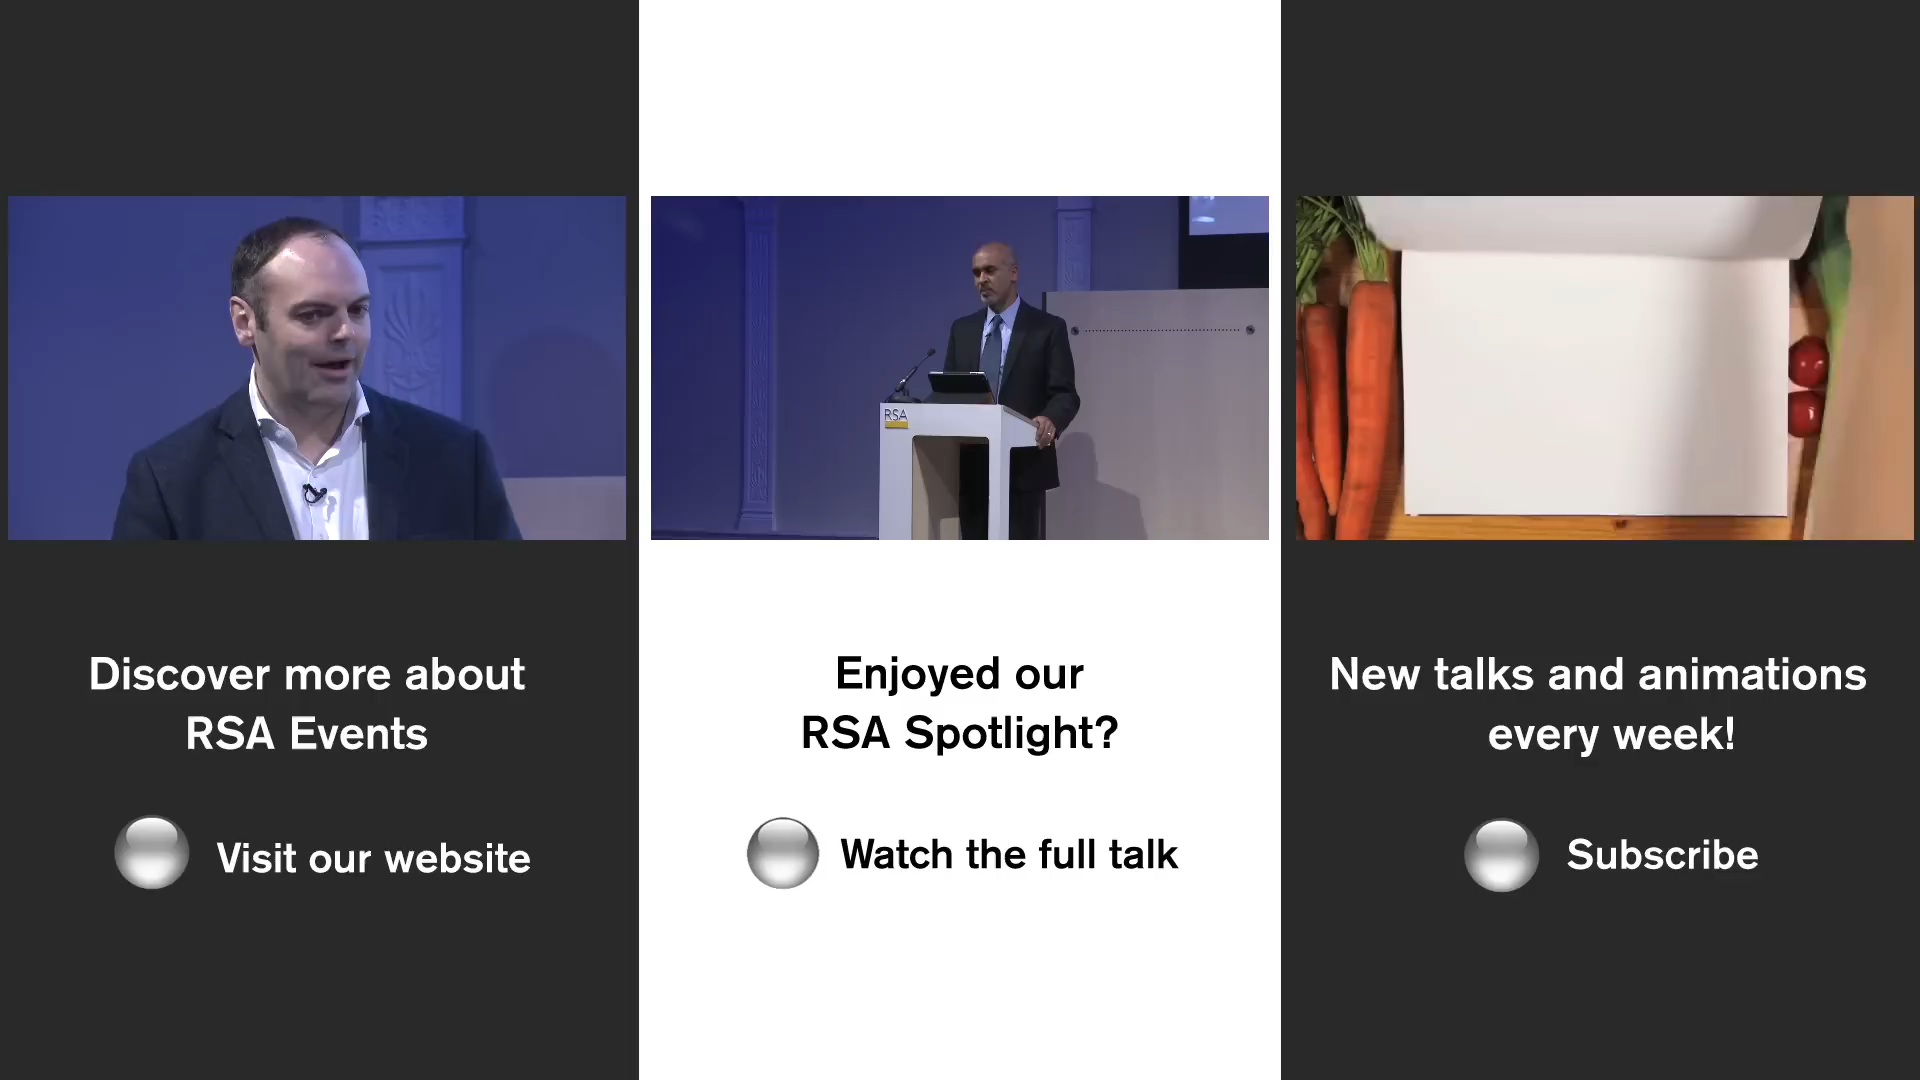 RSA
Discover more about
RSA Events
Visit our website
Enjoyed our
RSA Spotlight?
Watch the full talk
New talks and animations
every week!
Subscribe